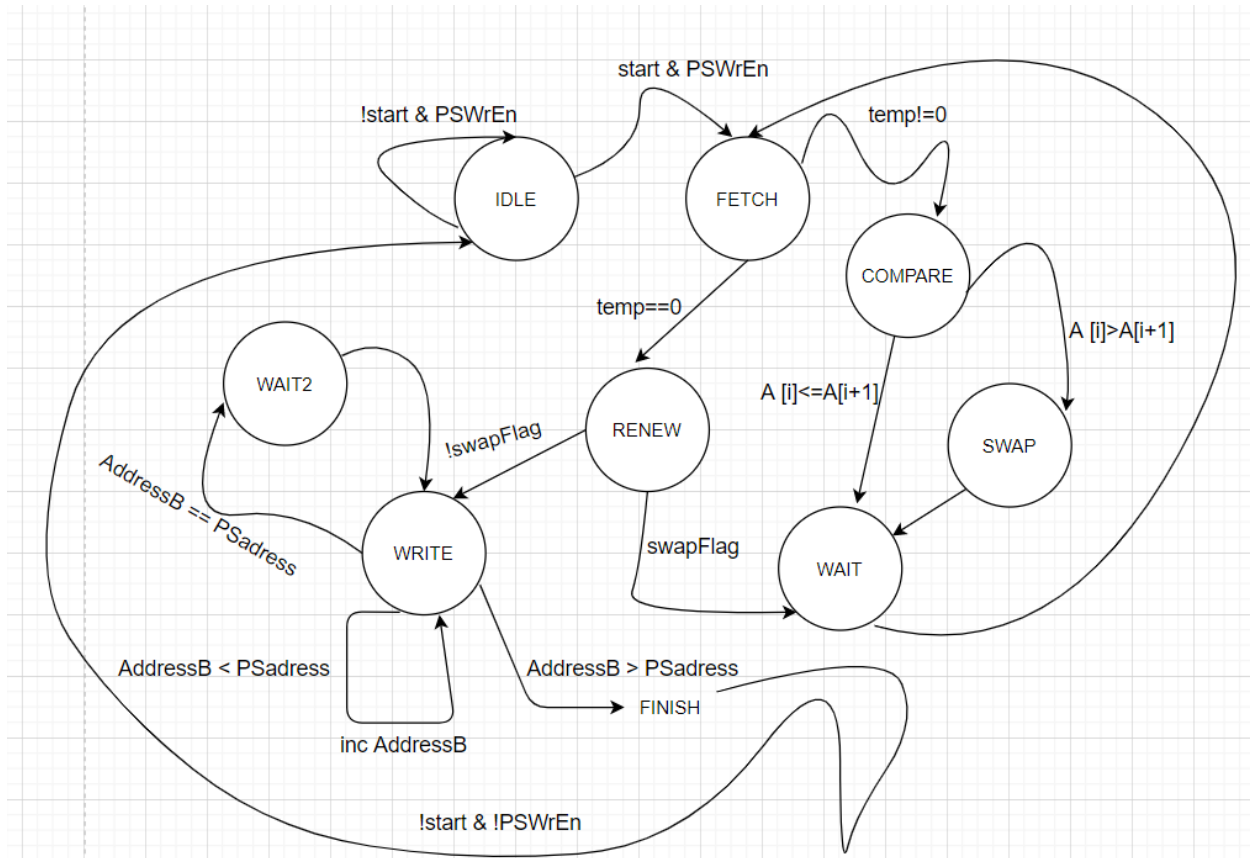 start & PSWrEn
!start & PSWrEn
temp!=0
IDLE
FETCH
COMPARE
temp==0
A [i]>A[i+1]
WAIT2
A [i]<=A[i+1]
RENEW
!swapFlag
SWAP
AddressB == PSadress
WRITE
swapFlag
WAIT
AddressB < PSadress
AddressB > PSadress
FINISH
inc AddressB
!start & !PSWrEn